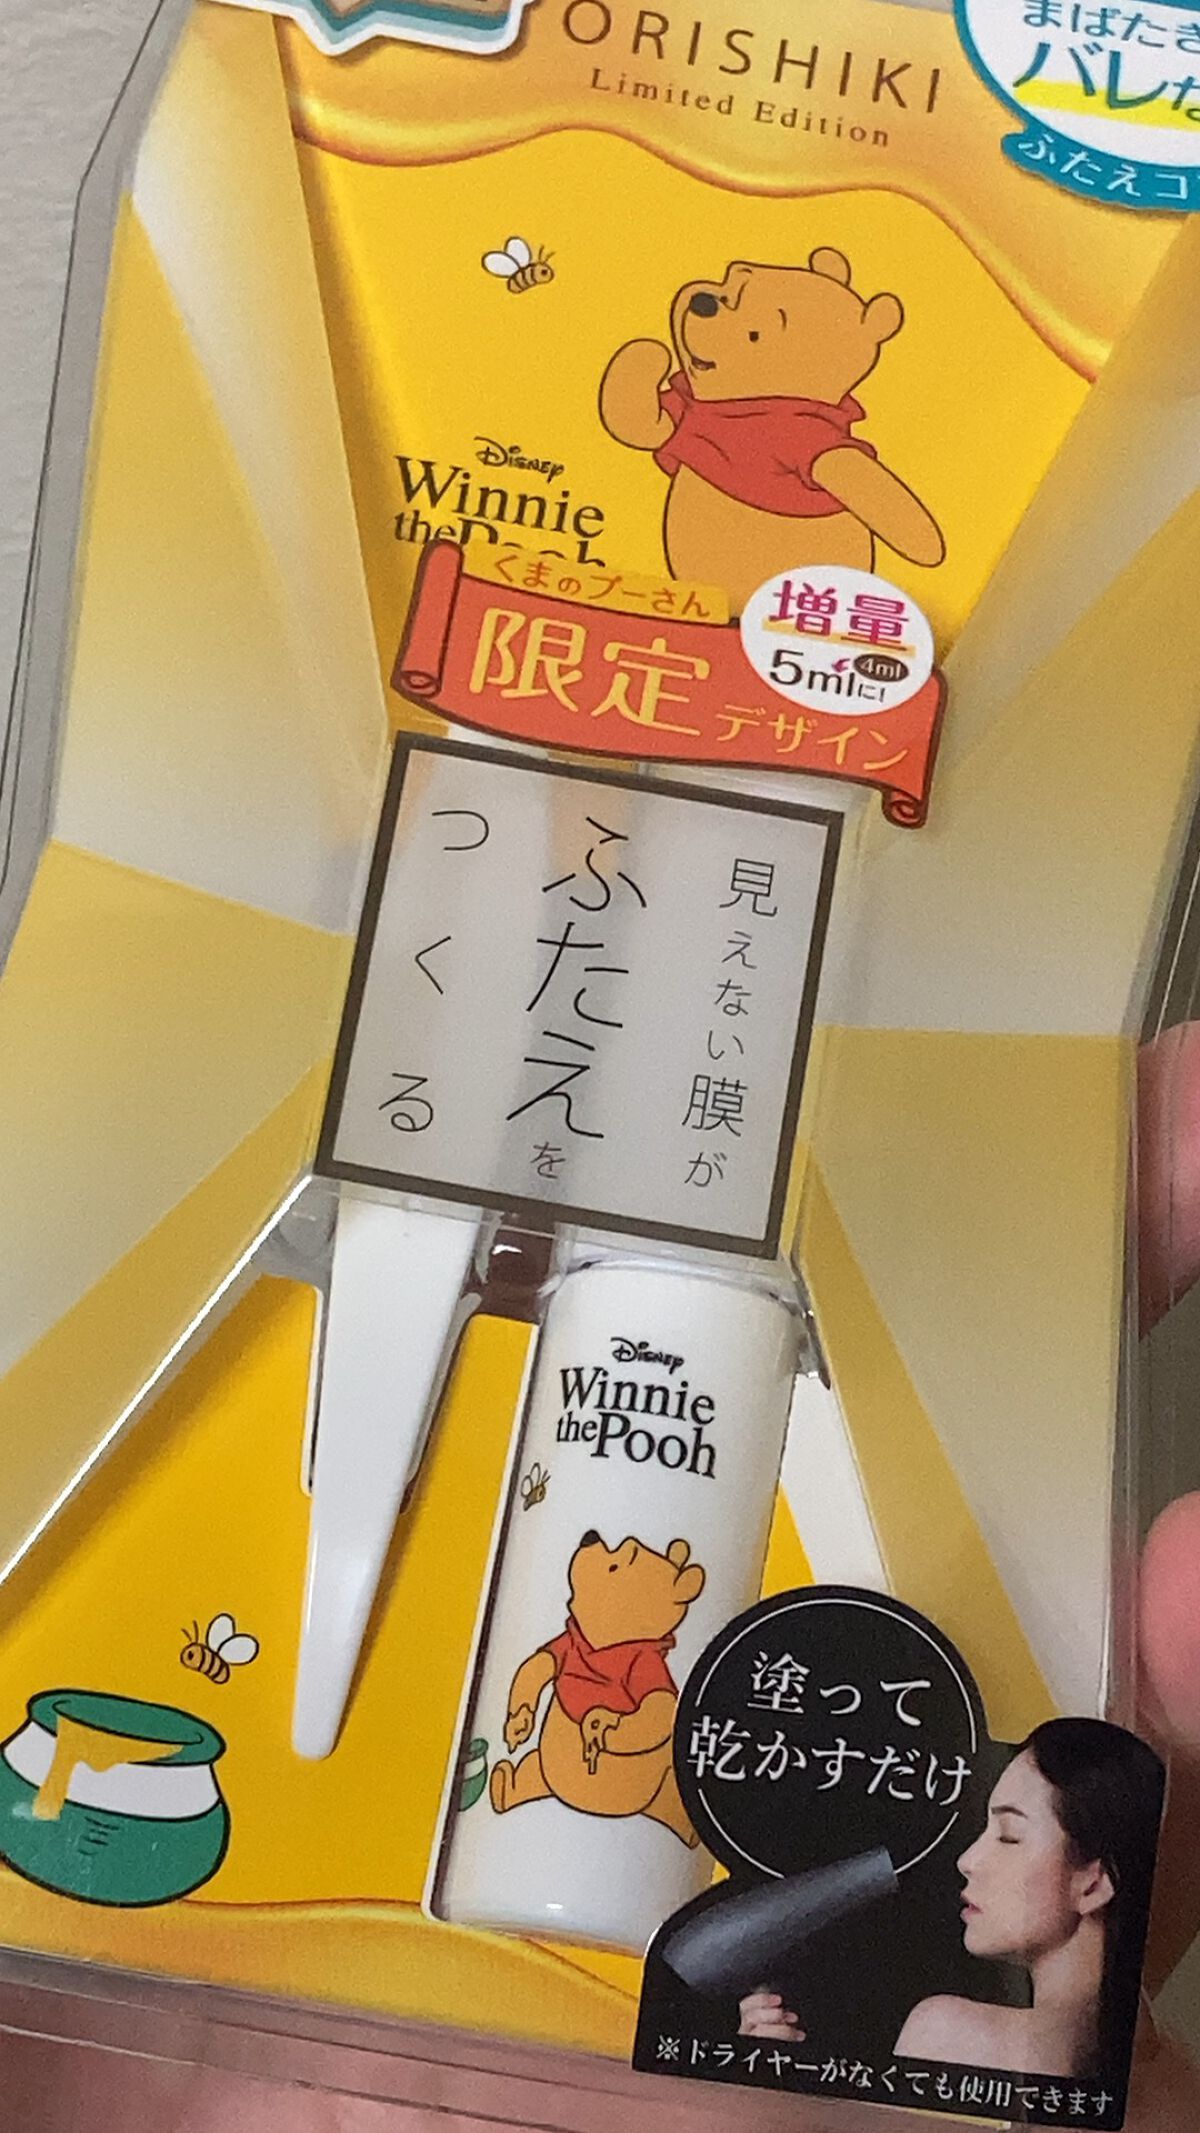 ORISHIKI
Limited Edition
まばたき
バレ
ふたえコ
Disney
Winnie
the Pooh
くまのプーさん
限定
デザイン
増量
4ml
5mlに!
見えない膜が
ふたえを
つくる
Disney
Winnie
the Pooh
塗って
乾かすだけ
※ドライヤーがなくても使用できます